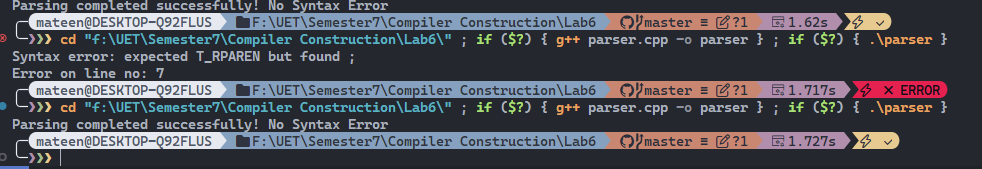 Parsing completed successfully! No Syntax Error
mateen@DESKTOP-Q92FLUS F:\UET\Semester7\Compiler Construction\Lab6 master ≡ ?1 1.62s ✓
❯❯❯ cd "f:\UET\Semester7\Compiler Construction\Lab6\" ; if ($?) { g++ parser.cpp -o parser } ; if ($?) { .\parser }
Syntax error: expected T_RPAREN but found ;
Error on line no: 7
mateen@DESKTOP-Q92FLUS F:\UET\Semester7\Compiler Construction\Lab6 master ≡ ?1 1.717s ✕ ERROR
❯❯❯ cd "f:\UET\Semester7\Compiler Construction\Lab6\" ; if ($?) { g++ parser.cpp -o parser } ; if ($?) { .\parser }
Parsing completed successfully! No Syntax Error
mateen@DESKTOP-Q92FLUS F:\UET\Semester7\Compiler Construction\Lab6 master ≡ ?1 1.727s ✓
❯❯❯